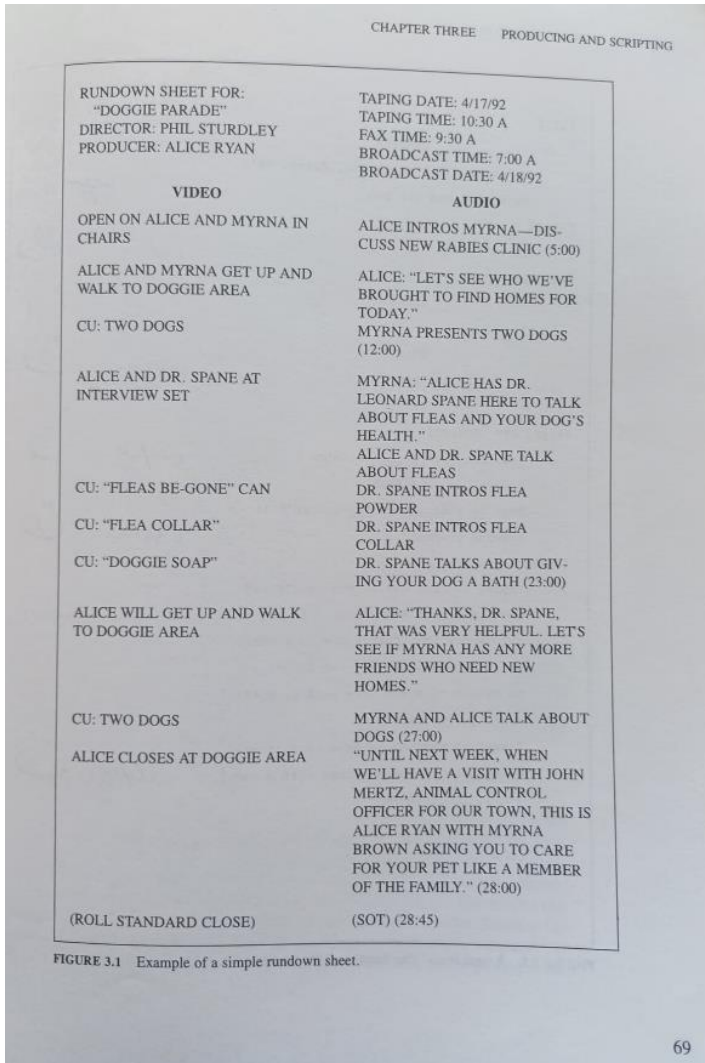 CHAPTER THREE PRODUCING AND SCRIPTING
RUNDOWN SHEET FOR:
"DOGGIE PARADE"
DIRECTOR: PHIL STURDLEY
PRODUCER: ALICE RYAN
TAPING DATE: 4/17/92
TAPING TIME: 10:30 A
FAX TIME: 9:30 A
BROADCAST TIME: 7:00 A
BROADCAST DATE: 4/18/92
VIDEO
AUDIO
OPEN ON ALICE AND MYRNA IN
CHAIRS
ALICE INTROS MYRNA—DIS-
CUSS NEW RABIES CLINIC (5:00)
ALICE AND MYRNA GET UP AND
WALK TO DOGGIE AREA
ALICE: "LET'S SEE WHO WE'VE
BROUGHT TO FIND HOMES FOR
TODAY."
CU: TWO DOGS
MYRNA PRESENTS TWO DOGS
(12:00)
ALICE AND DR. SPANE AT
INTERVIEW SET
MYRNA: "ALICE HAS DR.
LEONARD SPANE HERE TO TALK
ABOUT FLEAS AND YOUR DOG'S
HEALTH."
ALICE AND DR. SPANE TALK
ABOUT FLEAS
CU: "FLEAS BE-GONE" CAN
DR. SPANE INTROS FLEA
POWDER
CU: "FLEA COLLAR"
DR. SPANE INTROS FLEA
COLLAR
CU: "DOGGIE SOAP"
DR. SPANE TALKS ABOUT GIV-
ING YOUR DOG A BATH (23:00)
ALICE WILL GET UP AND WALK
TO DOGGIE AREA
ALICE: "THANKS, DR. SPANE,
THAT WAS VERY HELPFUL. LET'S
SEE IF MYRNA HAS ANY MORE
FRIENDS WHO NEED NEW
HOMES."
CU: TWO DOGS
MYRNA AND ALICE TALK ABOUT
DOGS (27:00)
ALICE CLOSES AT DOGGIE AREA
"UNTIL NEXT WEEK, WHEN
WE'LL HAVE A VISIT WITH JOHN
MERTZ, ANIMAL CONTROL
OFFICER FOR OUR TOWN, THIS IS
ALICE RYAN WITH MYRNA
BROWN ASKING YOU TO CARE
FOR YOUR PET LIKE A MEMBER
OF THE FAMILY." (28:00)
(ROLL STANDARD CLOSE)
(SOT) (28:45)
FIGURE 3.1 Example of a simple rundown sheet.
69